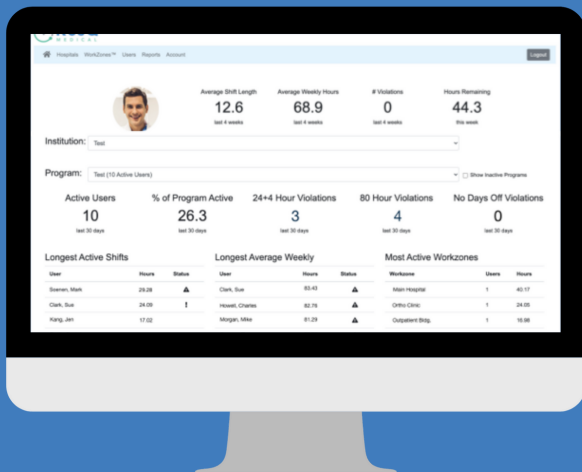 MEDICAL
Hospitals WorkZones™ Users Reports Account Logout
Average Shift Length Average Weekly Hours # Violations Hours Remaining
12.6 68.9 0 44.3
last 4 weeks last 4 weeks last 4 weeks this week
Institution: Test
Program: Test (10 Active Users) Show Inactive Programs
Active Users % of Program Active 24+4 Hour Violations 80 Hour Violations No Days Off Violations
10 26.3 3 4 0
last 30 days last 30 days last 30 days last 30 days last 30 days
Longest Active Shifts Longest Average Weekly Most Active Workzones
User Hours Status User Hours Status Workzone Users Hours
Soenen, Mark 29.28 Clark, Sue 83.43 Main Hospital 1 40.17
Clark, Sue 24.09 ! Howell, Charles 82.76 Ortho Clinic 1 24.05
Kang, Jen 17.02 Morgan, Mike 81.29 Outpatient Bldg. 1 16.98